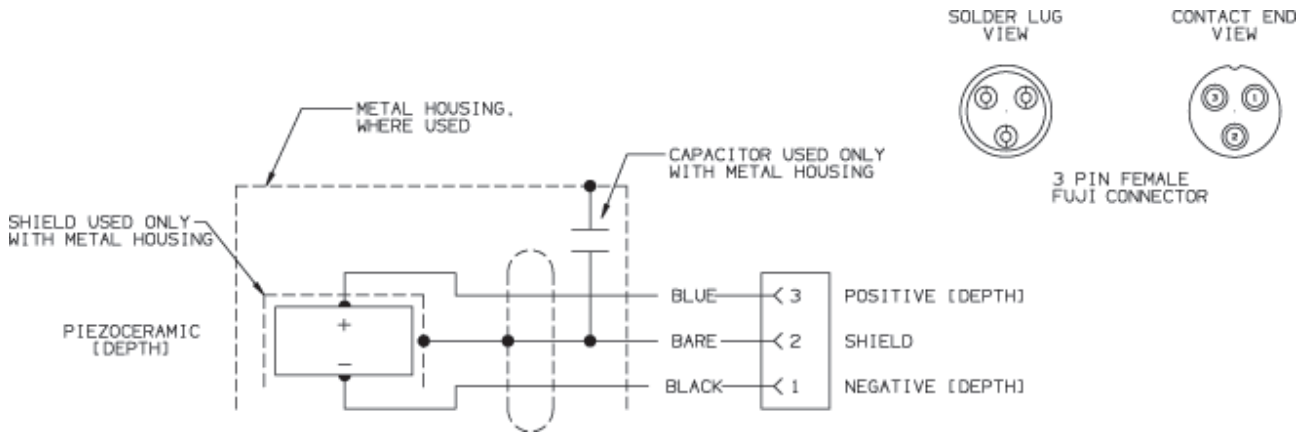 SOLDER LUG
VIEW
CONTACT END
VIEW
3
1
2
3 PIN FEMALE
FUJI CONNECTOR
METAL HOUSING,
WHERE USED
CAPACITOR USED ONLY
WITH METAL HOUSING
SHIELD USED ONLY
WITH METAL HOUSING
PIEZOCERAMIC
[DEPTH]
+
−
BLUE 3 POSITIVE [DEPTH]
BARE 2 SHIELD
BLACK 1 NEGATIVE [DEPTH]